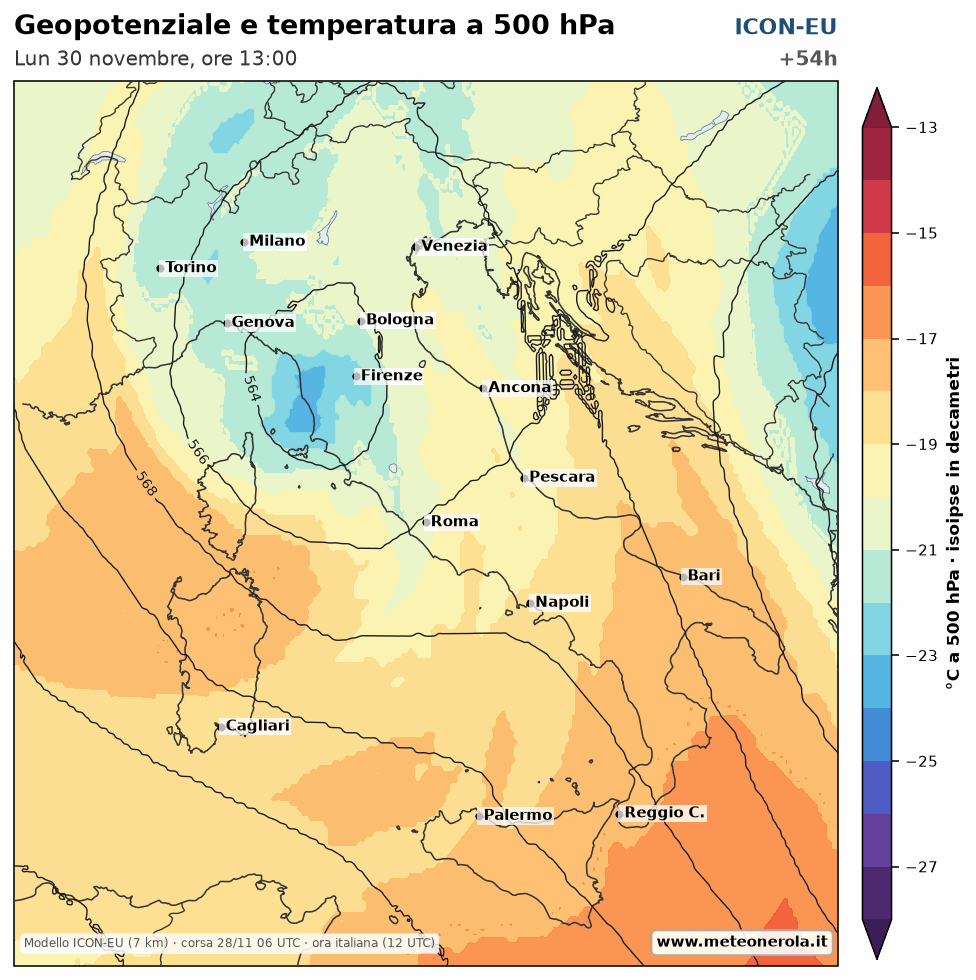 Geopotenziale e temperatura a 500 hPa
ICON-EU
Lun 30 novembre, ore 13:00
+54h
−13
−15
−17
−19
−21
−23
−25
−27
°C a 500 hPa · isoipse in decametri
Milano
Venezia
Torino
Genova
Bologna
Firenze
564
Ancona
566
568
Pescara
Roma
Bari
Napoli
Cagliari
Palermo
Reggio C.
Modello ICON-EU (7 km) · corsa 28/11 06 UTC · ora italiana (12 UTC)
www.meteonerola.it